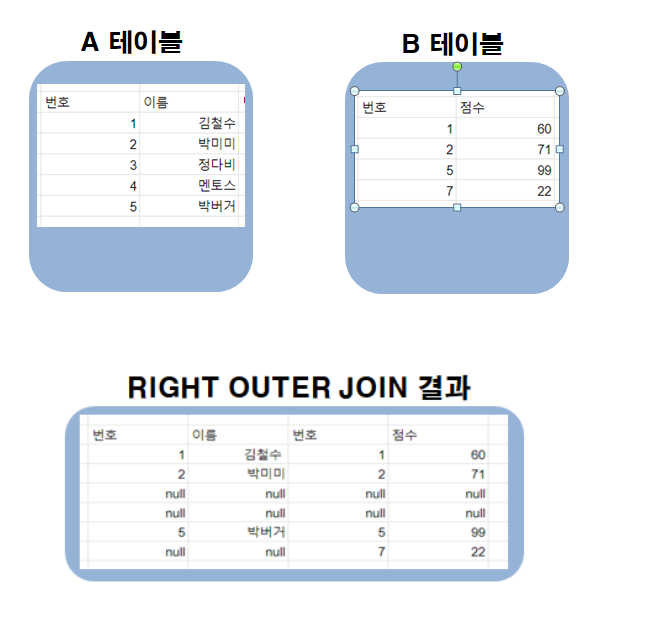 A 테이블
번호 이름
1 김철수
2 박미미
3 정다비
4 멘토스
5 박버거
B 테이블
번호 점수
1 60
2 71
5 99
7 22
RIGHT OUTER JOIN 결과
번호 이름 번호 점수
1 김철수 1 60
2 박미미 2 71
null null null null
null null null null
5 박버거 5 99
null null 7 22